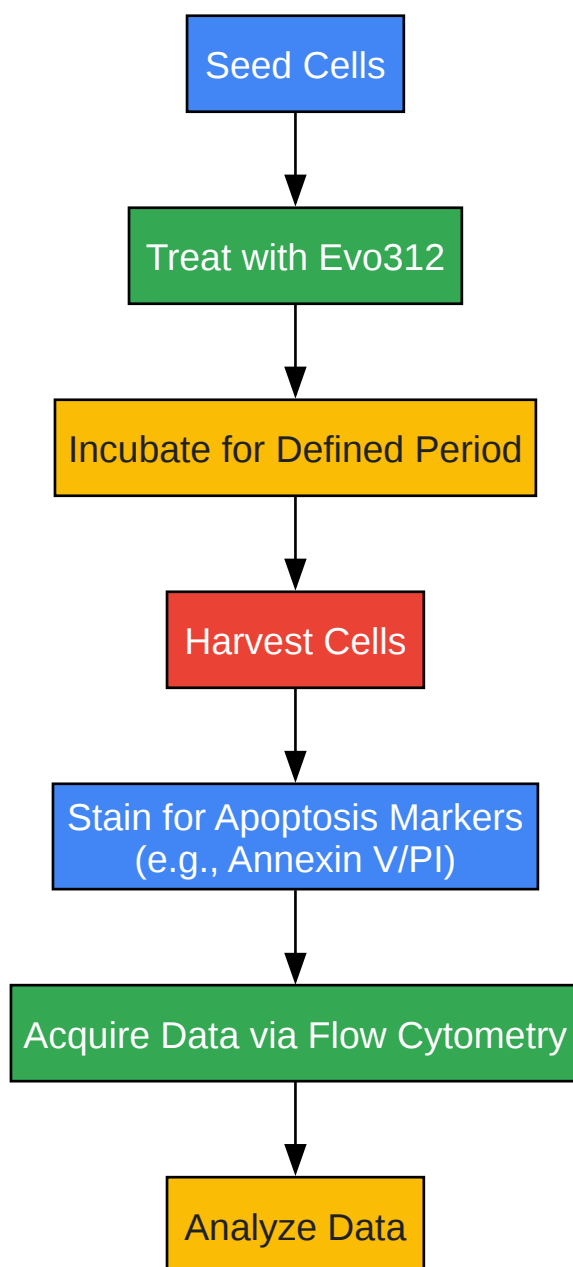 Seed Cells
Treat with Evo312
Incubate for Defined Period
Harvest Cells
Stain for Apoptosis Markers
(e.g., Annexin V/PI)
Acquire Data via Flow Cytometry
Analyze Data